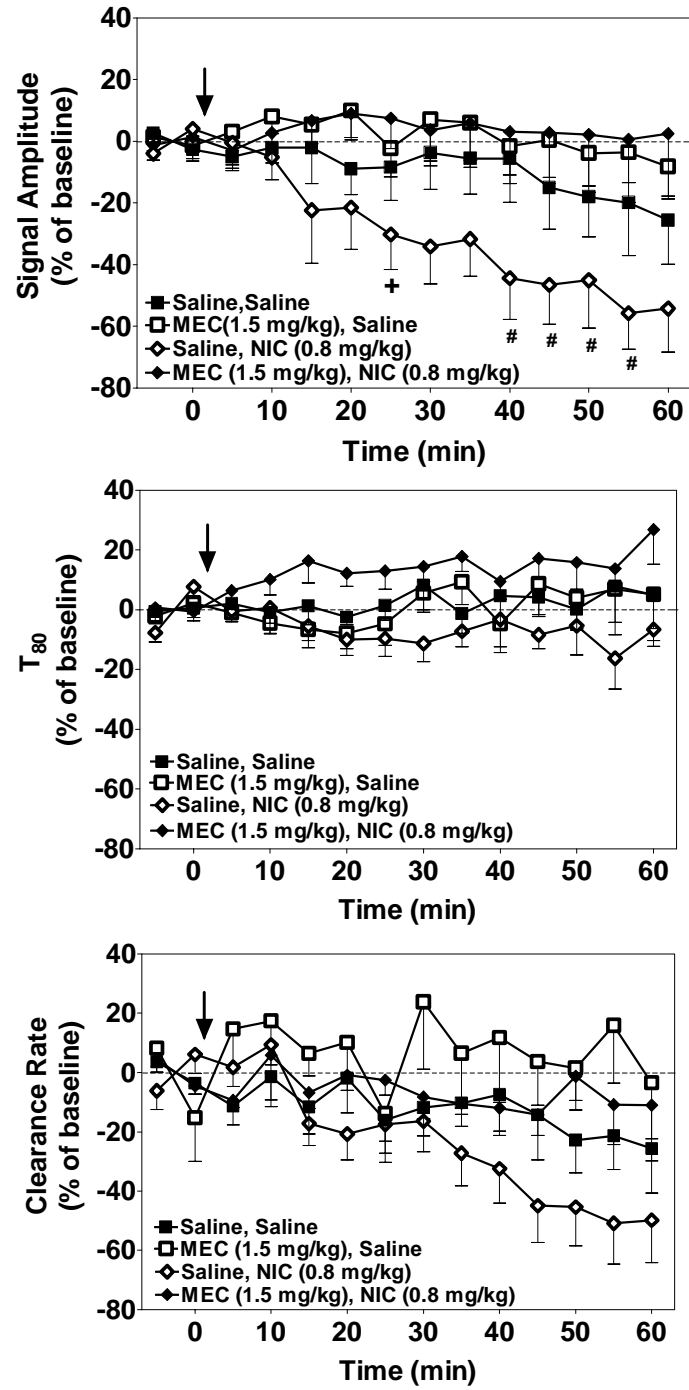 40
20
0
-20
-40
-60
-80
Signal Amplitude
(% of baseline)
+
# # # #
Saline,Saline
MEC(1.5 mg/kg), Saline
Saline, NIC (0.8 mg/kg)
MEC (1.5 mg/kg), NIC (0.8 mg/kg)
0 10 20 30 40 50 60
Time (min)
40
20
0
-20
-40
-60
-80
T80
(% of baseline)
Saline, Saline
MEC (1.5 mg/kg), Saline
Saline, NIC (0.8 mg/kg)
MEC (1.5 mg/kg), NIC (0.8 mg/kg)
0 10 20 30 40 50 60
Time (min)
40
20
0
-20
-40
-60
-80
Clearance Rate
(% of baseline)
Saline, Saline
MEC (1.5 mg/kg), Saline
Saline, NIC (0.8 mg/kg)
MEC (1.5 mg/kg), NIC (0.8 mg/kg)
0 10 20 30 40 50 60
Time (min)